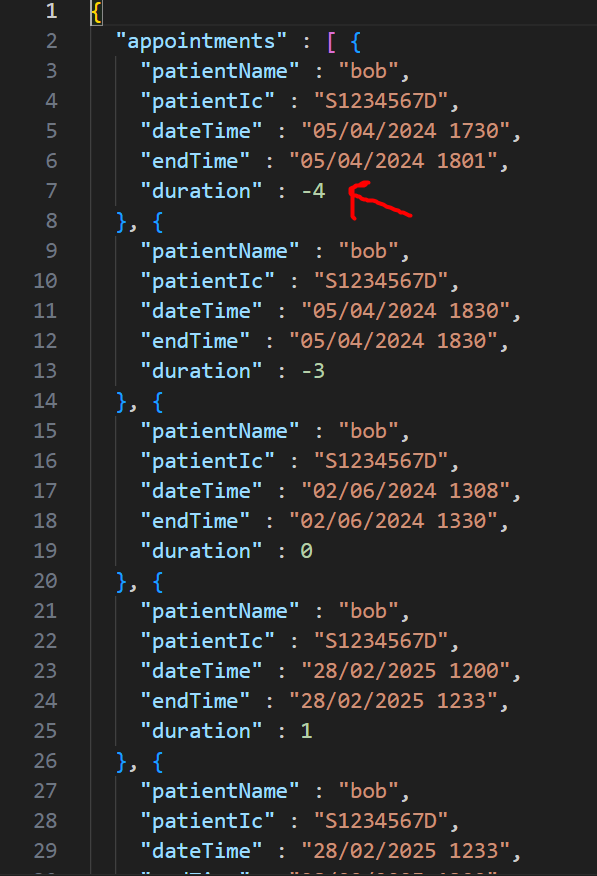 1 {
2 "appointments" : [ {
3 "patientName" : "bob",
4 "patientIc" : "S1234567D",
5 "dateTime" : "05/04/2024 1730",
6 "endTime" : "05/04/2024 1801",
7 "duration" : -4
8 }, {
9 "patientName" : "bob",
10 "patientIc" : "S1234567D",
11 "dateTime" : "05/04/2024 1830",
12 "endTime" : "05/04/2024 1830",
13 "duration" : -3
14 }, {
15 "patientName" : "bob",
16 "patientIc" : "S1234567D",
17 "dateTime" : "02/06/2024 1308",
18 "endTime" : "02/06/2024 1330",
19 "duration" : 0
20 }, {
21 "patientName" : "bob",
22 "patientIc" : "S1234567D",
23 "dateTime" : "28/02/2025 1200",
24 "endTime" : "28/02/2025 1233",
25 "duration" : 1
26 }, {
27 "patientName" : "bob",
28 "patientIc" : "S1234567D",
29 "dateTime" : "28/02/2025 1233",